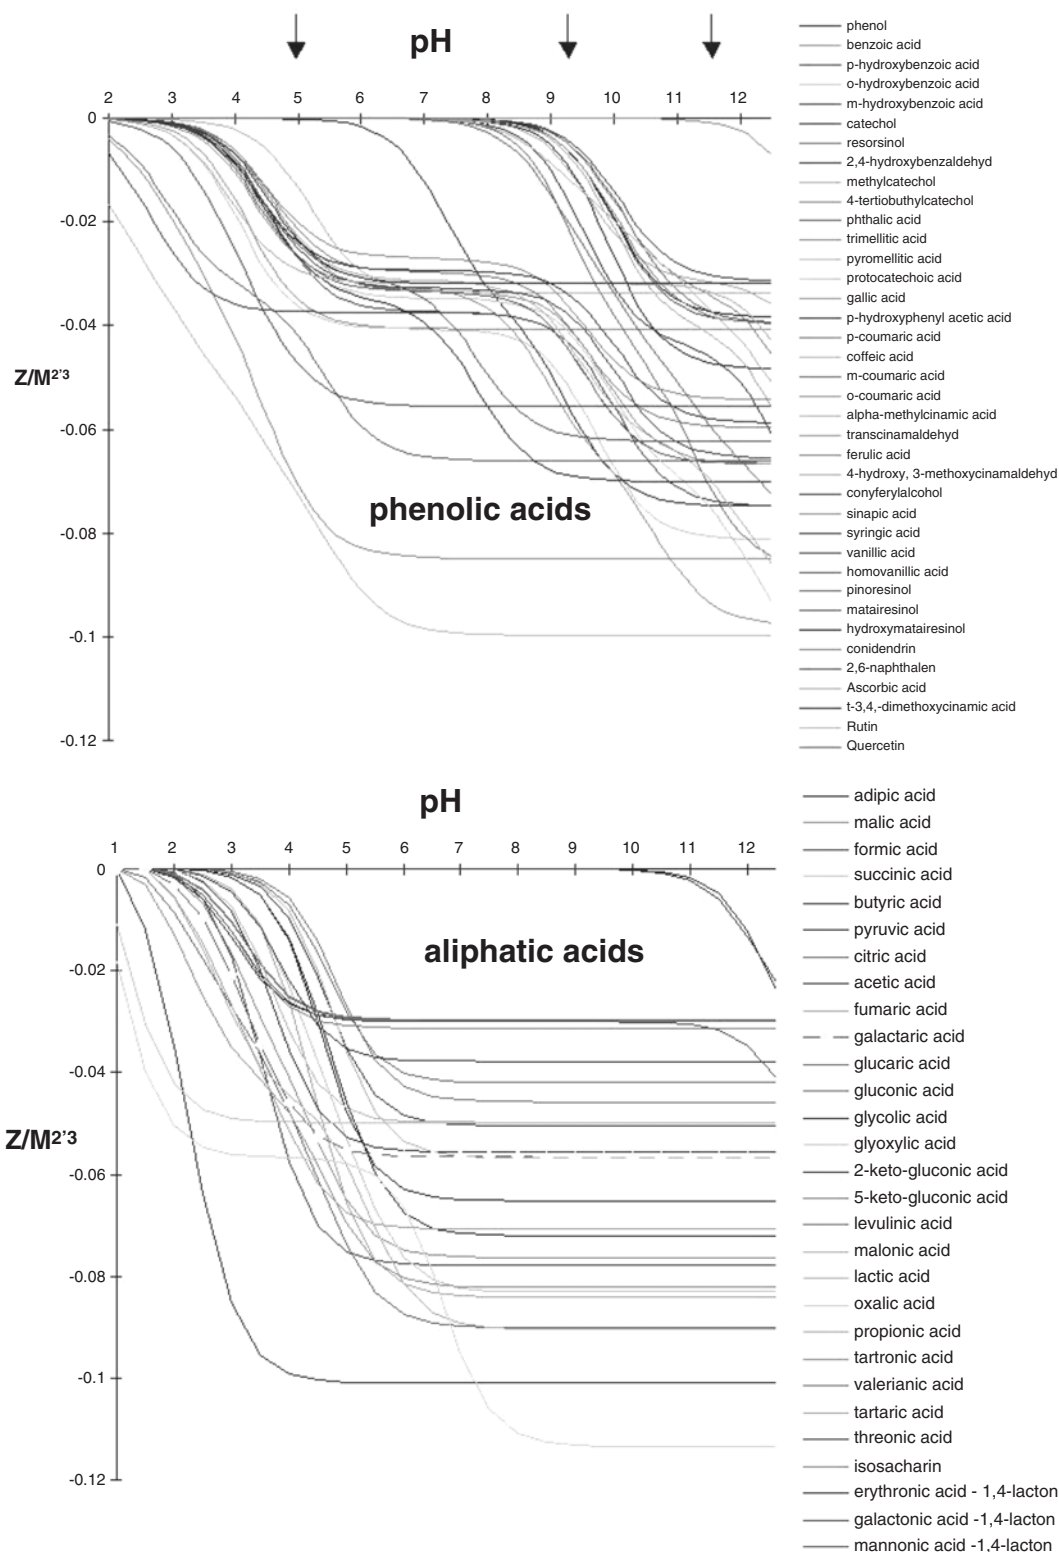 pH
2 3 4 5 6 7 8 9 10 11 12
0
-0.02
-0.04
Z/M2'3
-0.06
-0.08
-0.1
-0.12
phenolic acids
phenol
benzoic acid
p-hydroxybenzoic acid
o-hydroxybenzoic acid
m-hydroxybenzoic acid
catechol
resorsinol
2,4-hydroxybenzaldehyd
methylcatechol
4-tertiobuthylcatechol
phthalic acid
trimellitic acid
pyromellitic acid
protocatechoic acid
gallic acid
p-hydroxyphenyl acetic acid
p-coumaric acid
coffeic acid
m-coumaric acid
o-coumaric acid
alpha-methylcinamic acid
transcinamaldehyd
ferulic acid
4-hydroxy, 3-methoxycinamaldehyd
conyferylalcohol
sinapic acid
syringic acid
vanillic acid
homovanillic acid
pinoresinol
matairesinol
hydroxymatairesinol
conidendrin
2,6-naphthalen
Ascorbic acid
t-3,4,-dimethoxycinamic acid
Rutin
Quercetin
pH
1 2 3 4 5 6 7 8 9 10 11 12
0
-0.02
-0.04
Z/M2'3
-0.06
-0.08
-0.1
-0.12
aliphatic acids
adipic acid
malic acid
formic acid
succinic acid
butyric acid
pyruvic acid
citric acid
acetic acid
fumaric acid
galactaric acid
glucaric acid
gluconic acid
glycolic acid
glyoxylic acid
2-keto-gluconic acid
5-keto-gluconic acid
levulinic acid
malonic acid
lactic acid
oxalic acid
propionic acid
tartronic acid
valerianic acid
tartaric acid
threonic acid
isosacharin
erythronic acid - 1,4-lacton
galactonic acid -1,4-lacton
mannonic acid -1,4-lacton